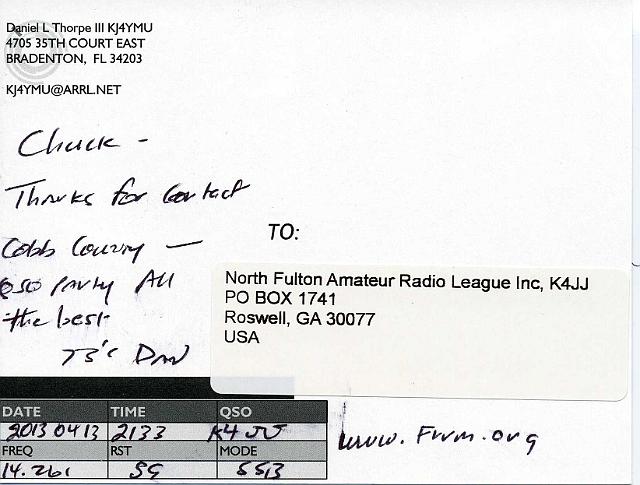 Daniel L Thorpe III KJ4YMU
4705 35TH COURT EAST
BRADENTON, FL 34203
KJ4YMU@ARRL.NET
Chuck -
Thanks for Contact
Cobb County —
QSO Party All
the best
73's Dan
TO:
North Fulton Amateur Radio League Inc, K4JJ
PO BOX 1741
Roswell, GA 30077
USA
DATE TIME QSO
20130413 2133 K4JJ
FREQ RST MODE
14.261 59 SSB
www.Fwm.org